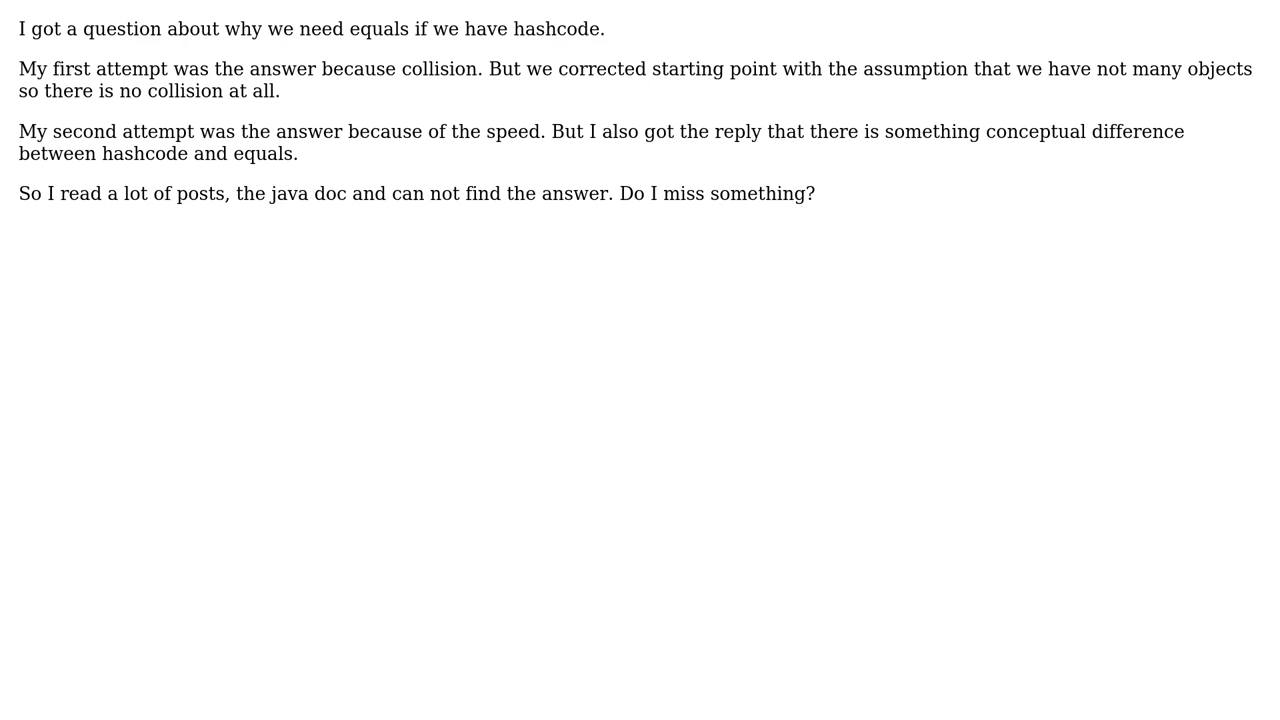 I got a question about why we need equals if we have hashcode.
My first attempt was the answer because collision. But we corrected starting point with the assumption that we have not many objects
so there is no collision at all.
My second attempt was the answer because of the speed. But I also got the reply that there is something conceptual difference
between hashcode and equals.
So I read a lot of posts, the java doc and can not find the answer. Do I miss something?